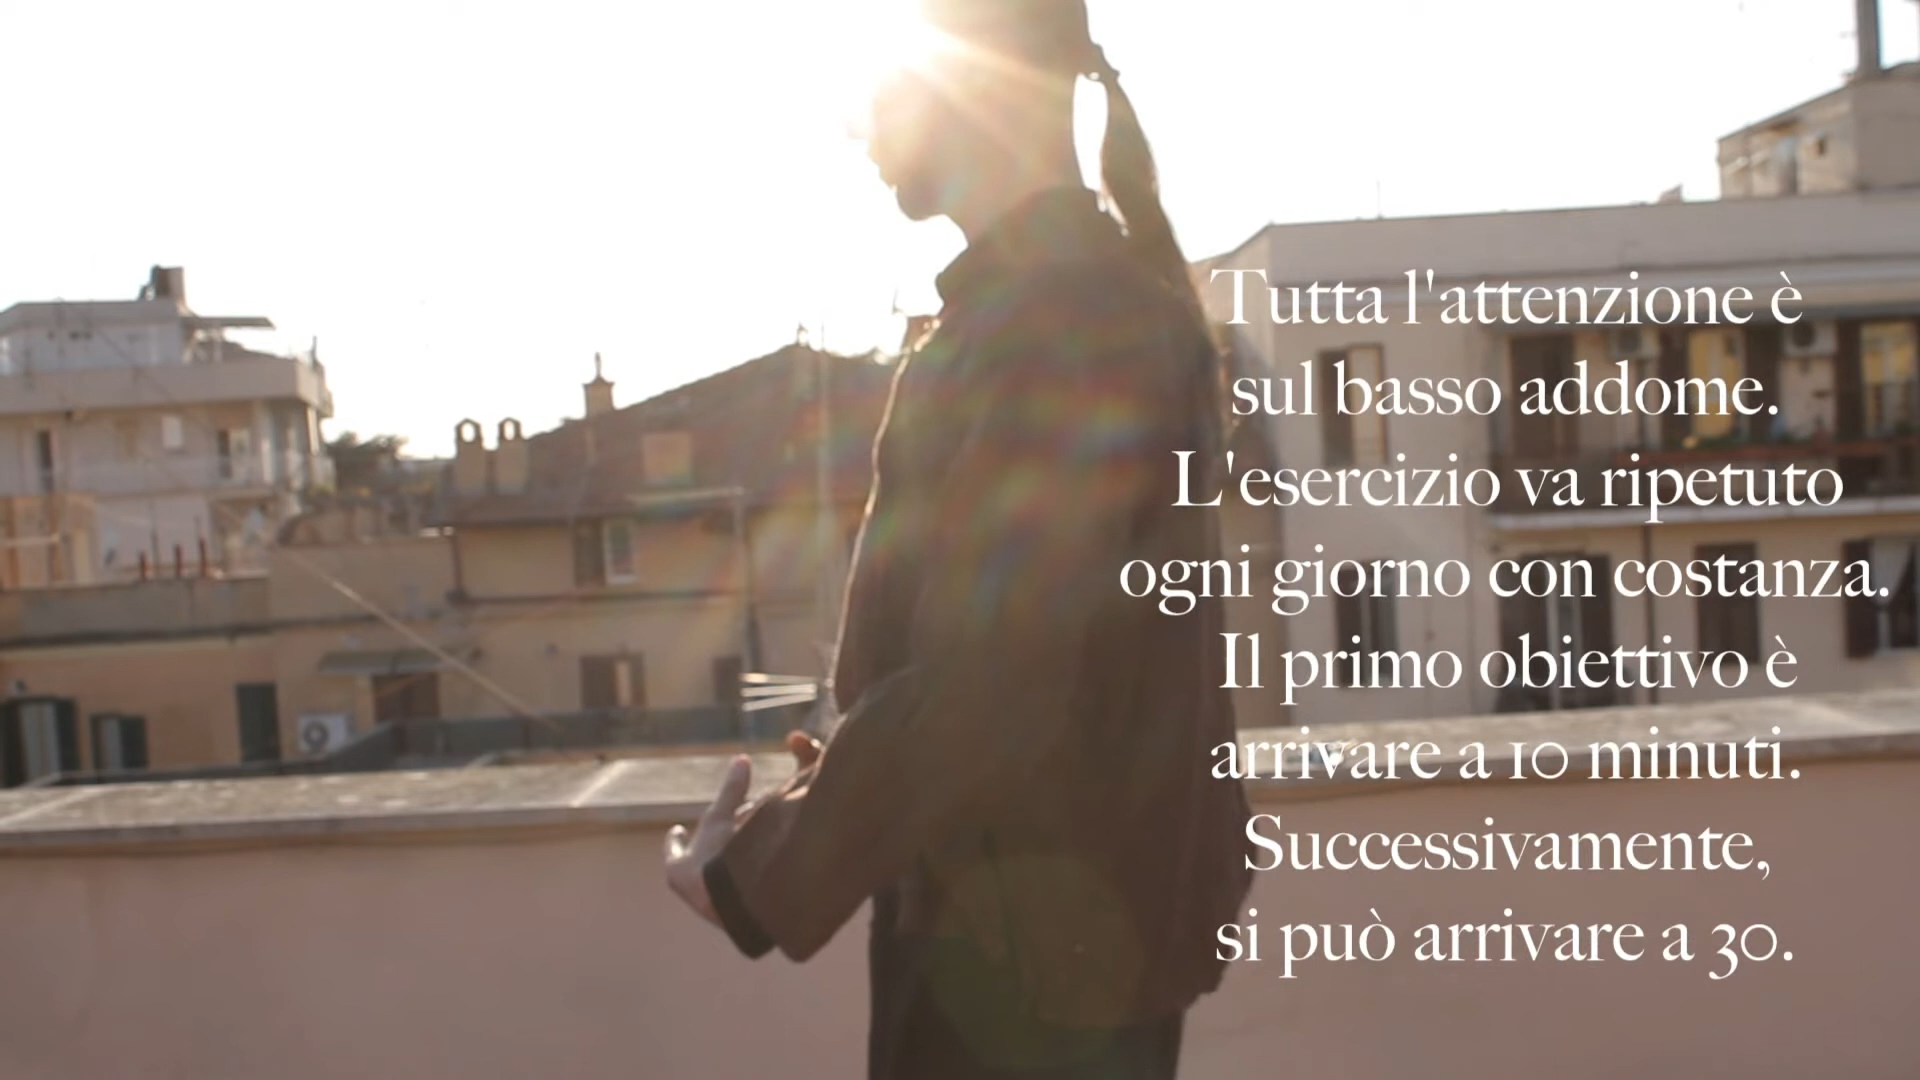 Tutta l'attenzione è
sul basso addome.
L'esercizio va ripetuto
ogni giorno con costanza.
Il primo obiettivo è
arrivare a 10 minuti.
Successivamente,
si può arrivare a 30.